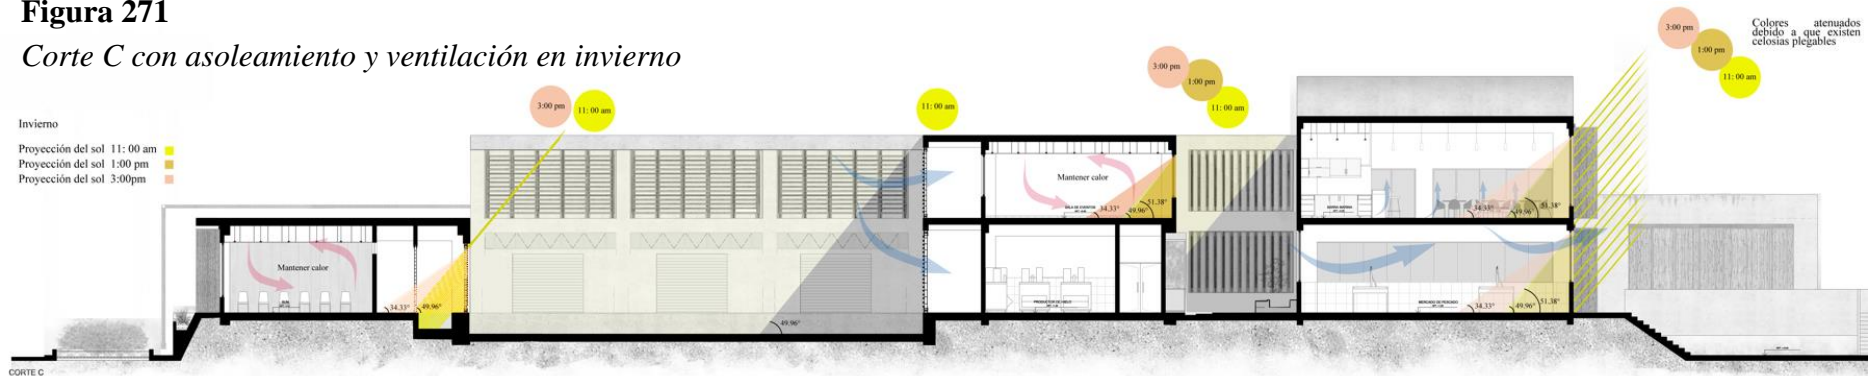 Figura 271
Corte C con asoleamiento y ventilación en invierno
Invierno
Proyección del sol 11: 00 am
Proyección del sol 1:00 pm
Proyección del sol 3:00pm
3:00 pm
11: 00 am
11:00 am
3:00 pm
1:00 pm
11:00 am
3:00 pm
1:00 pm
11: 00 am
Colores atenuados
debido a que existen
celosías plegables
Mantener calor
34.33°
49.96°
49.96°
Mantener calor
34.33°
49.96°
51.38°
34.33°
49.96°
51.38°
34.33°
49.96°
51.38°
MERCADO DE PESCADO
CORTE C